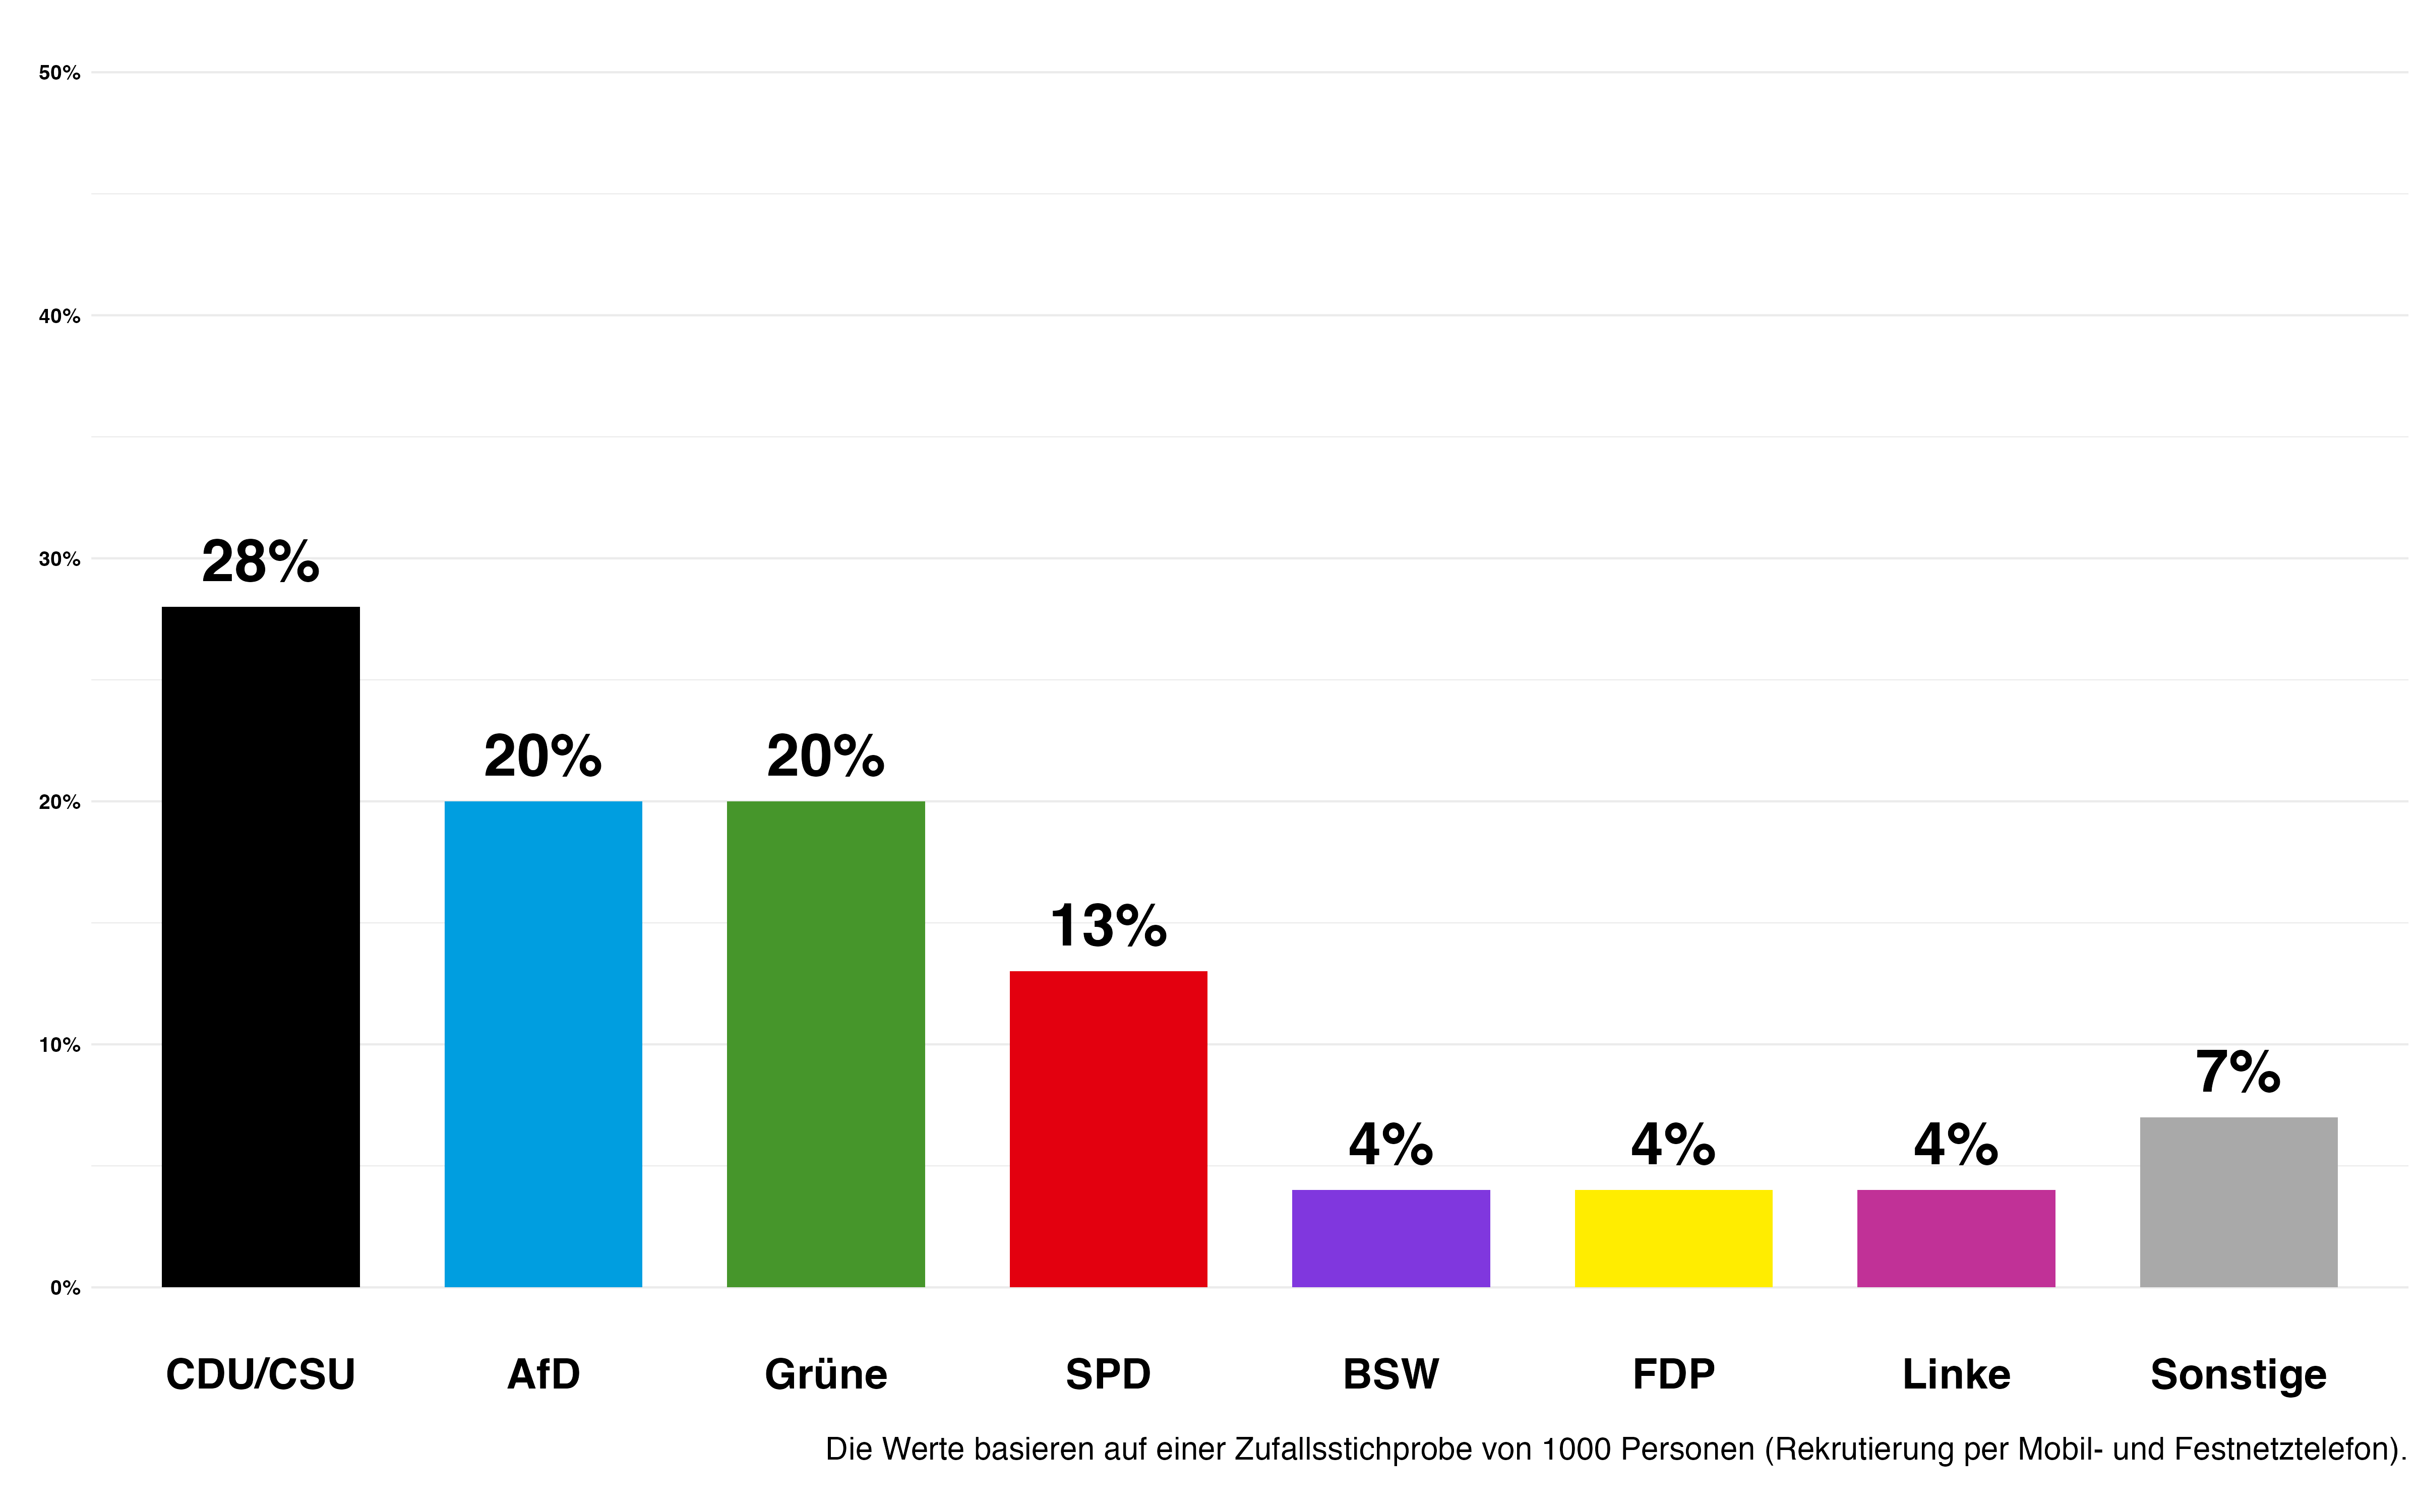 50%
40%
30%
20%
10%
0%
28%
20%
20%
13%
4%
4%
4%
7%
CDU/CSU
AfD
Grüne
SPD
BSW
FDP
Linke
Sonstige
Die Werte basieren auf einer Zufallsstichprobe von 1000 Personen (Rekrutierung per Mobil- und Festnetztelefon).